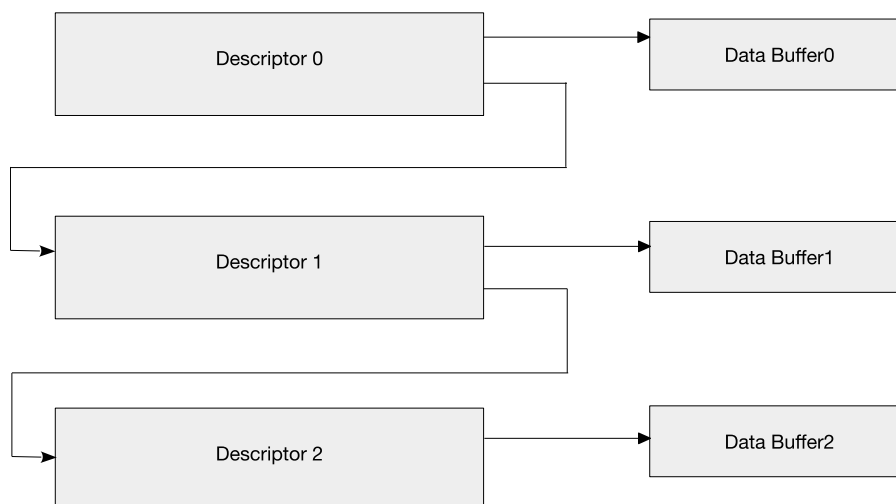 Descriptor 0
Data Buffer0
Descriptor 1
Data Buffer1
Descriptor 2
Data Buffer2